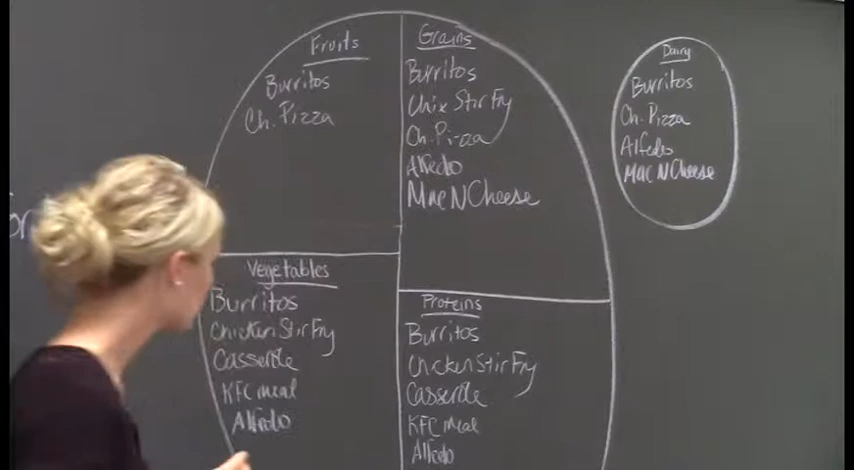 Fruits
Burritos
Ch. Pizza
Grains
Burritos
Chix Stir Fry
Ch. Pizza
Alfredo
Mac N Cheese
Dairy
Burritos
Ch. Pizza
Alfredo
Mac N Cheese
Vegetables
Burritos
Chicken Stir Fry
Casserole
KFC meal
Alfredo
Proteins
Burritos
Chicken Stir Fry
Casserole
KFC meal
Alfredo